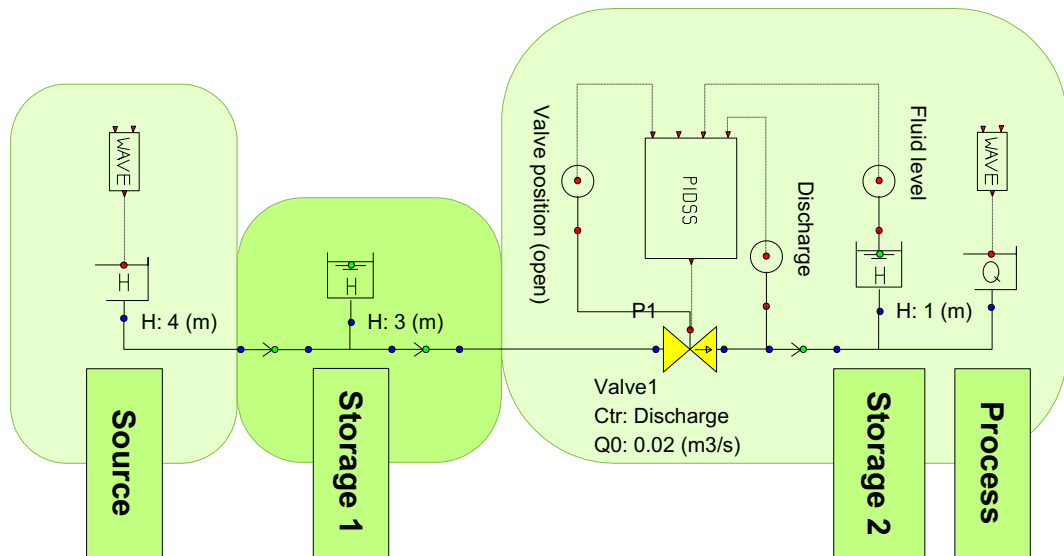 WAVE
H
H: 4 (m)
Source
H
H: 3 (m)
Storage 1
Valve position (open)
PIDSS
Discharge
Fluid level
WAVE
H
Q
H: 1 (m)
P1
Valve1
Ctr: Discharge
Q0: 0.02 (m3/s)
Storage 2
Process